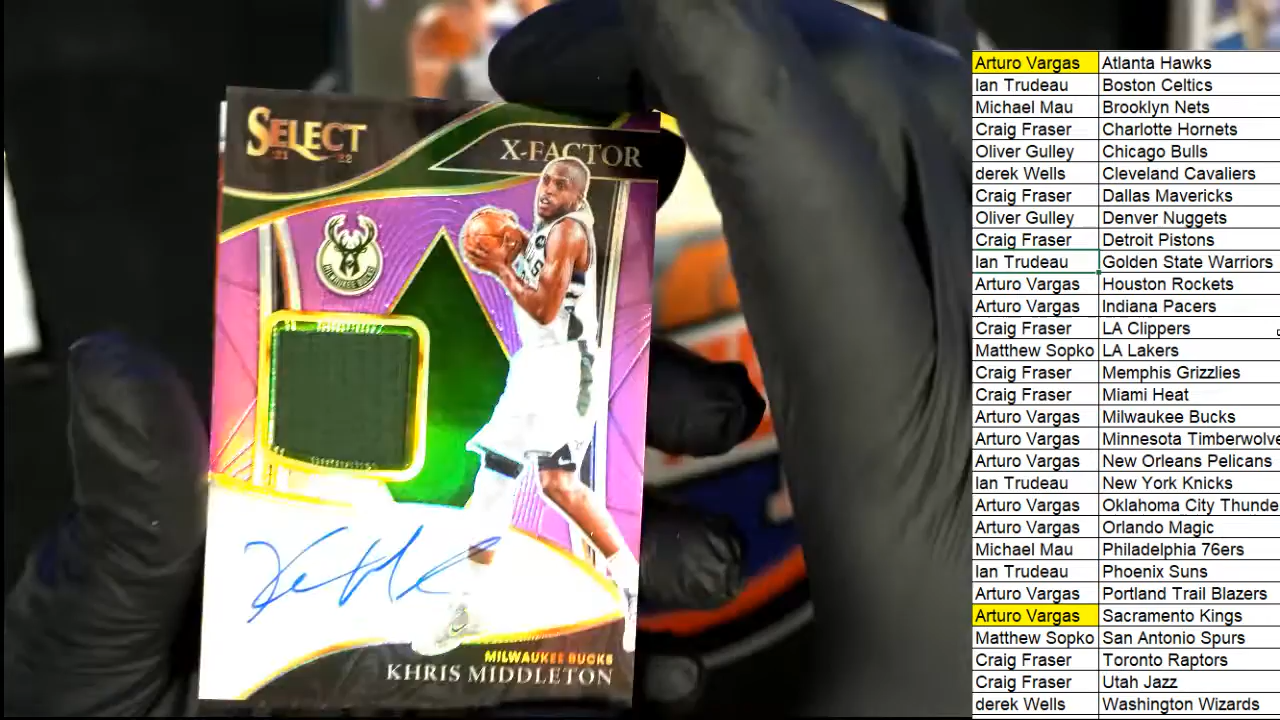 SELECT
'21 '22
X-FACTOR
MILWAUKEE BUCKS
MILWAUKEE BUCKS
KHRIS MIDDLETON
Arturo Vargas Atlanta Hawks
Ian Trudeau Boston Celtics
Michael Mau Brooklyn Nets
Craig Fraser Charlotte Hornets
Oliver Gulley Chicago Bulls
derek Wells Cleveland Cavaliers
Craig Fraser Dallas Mavericks
Oliver Gulley Denver Nuggets
Craig Fraser Detroit Pistons
Ian Trudeau Golden State Warriors
Arturo Vargas Houston Rockets
Arturo Vargas Indiana Pacers
Craig Fraser LA Clippers
Matthew Sopko LA Lakers
Craig Fraser Memphis Grizzlies
Craig Fraser Miami Heat
Arturo Vargas Milwaukee Bucks
Arturo Vargas Minnesota Timberwolve
Arturo Vargas New Orleans Pelicans
Ian Trudeau New York Knicks
Arturo Vargas Oklahoma City Thunde
Arturo Vargas Orlando Magic
Michael Mau Philadelphia 76ers
Ian Trudeau Phoenix Suns
Arturo Vargas Portland Trail Blazers
Arturo Vargas Sacramento Kings
Matthew Sopko San Antonio Spurs
Craig Fraser Toronto Raptors
Craig Fraser Utah Jazz
derek Wells Washington Wizards